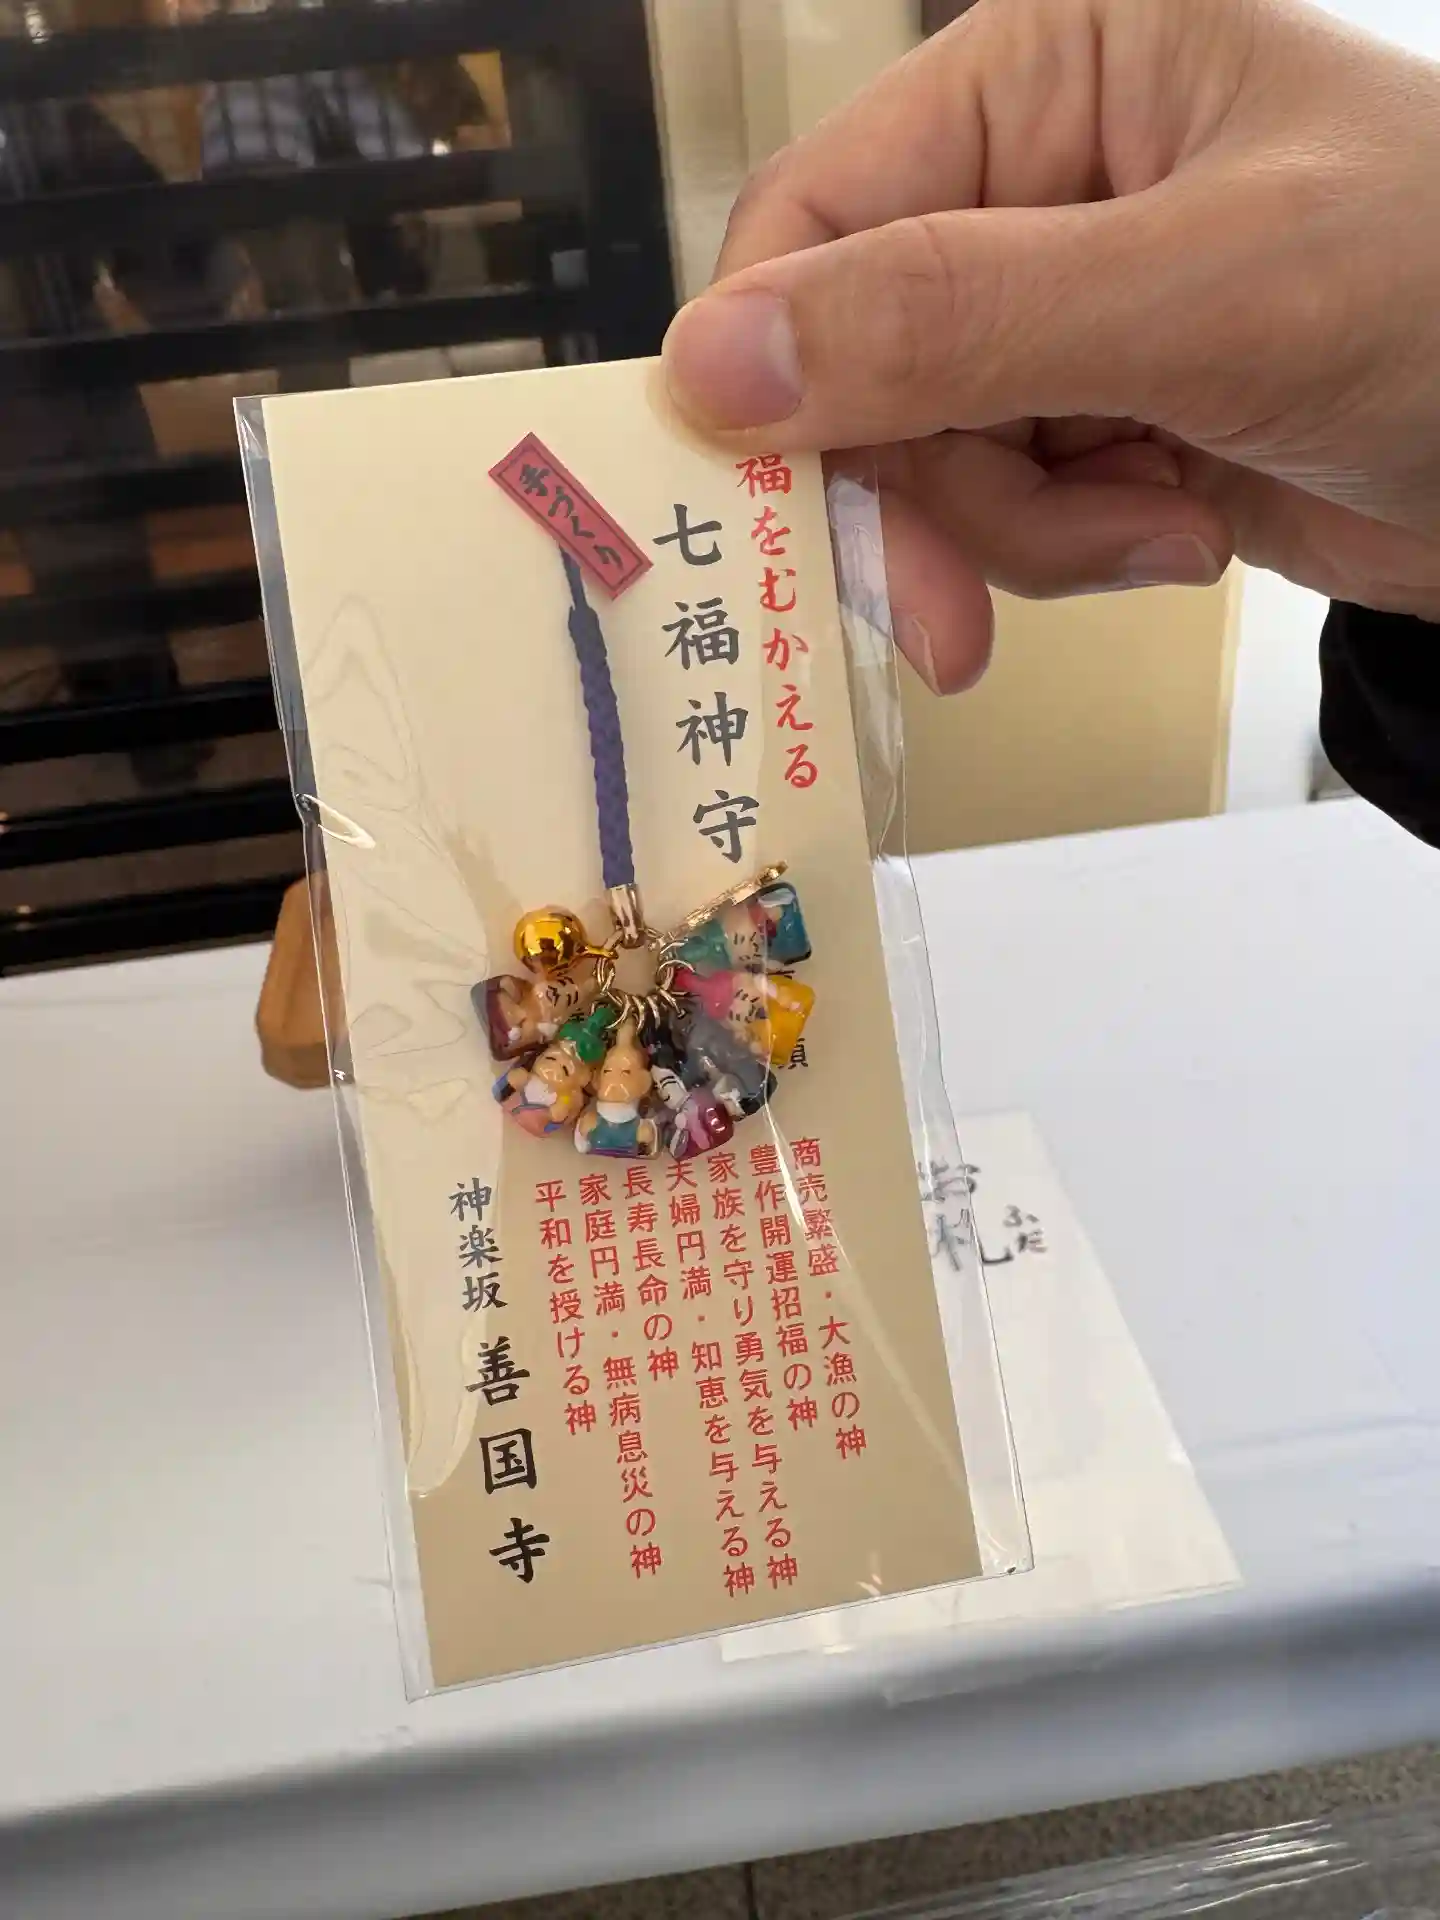 福をむかえる
七福神守
手づくり
商売繁盛・大漁の神
豊作開運招福の神
家族を守り勇気を与える神
夫婦円満・知恵を与える神
長寿長命の神
家庭円満・無病息災の神
平和を授ける神
神楽坂 善国寺
お札
ふだ